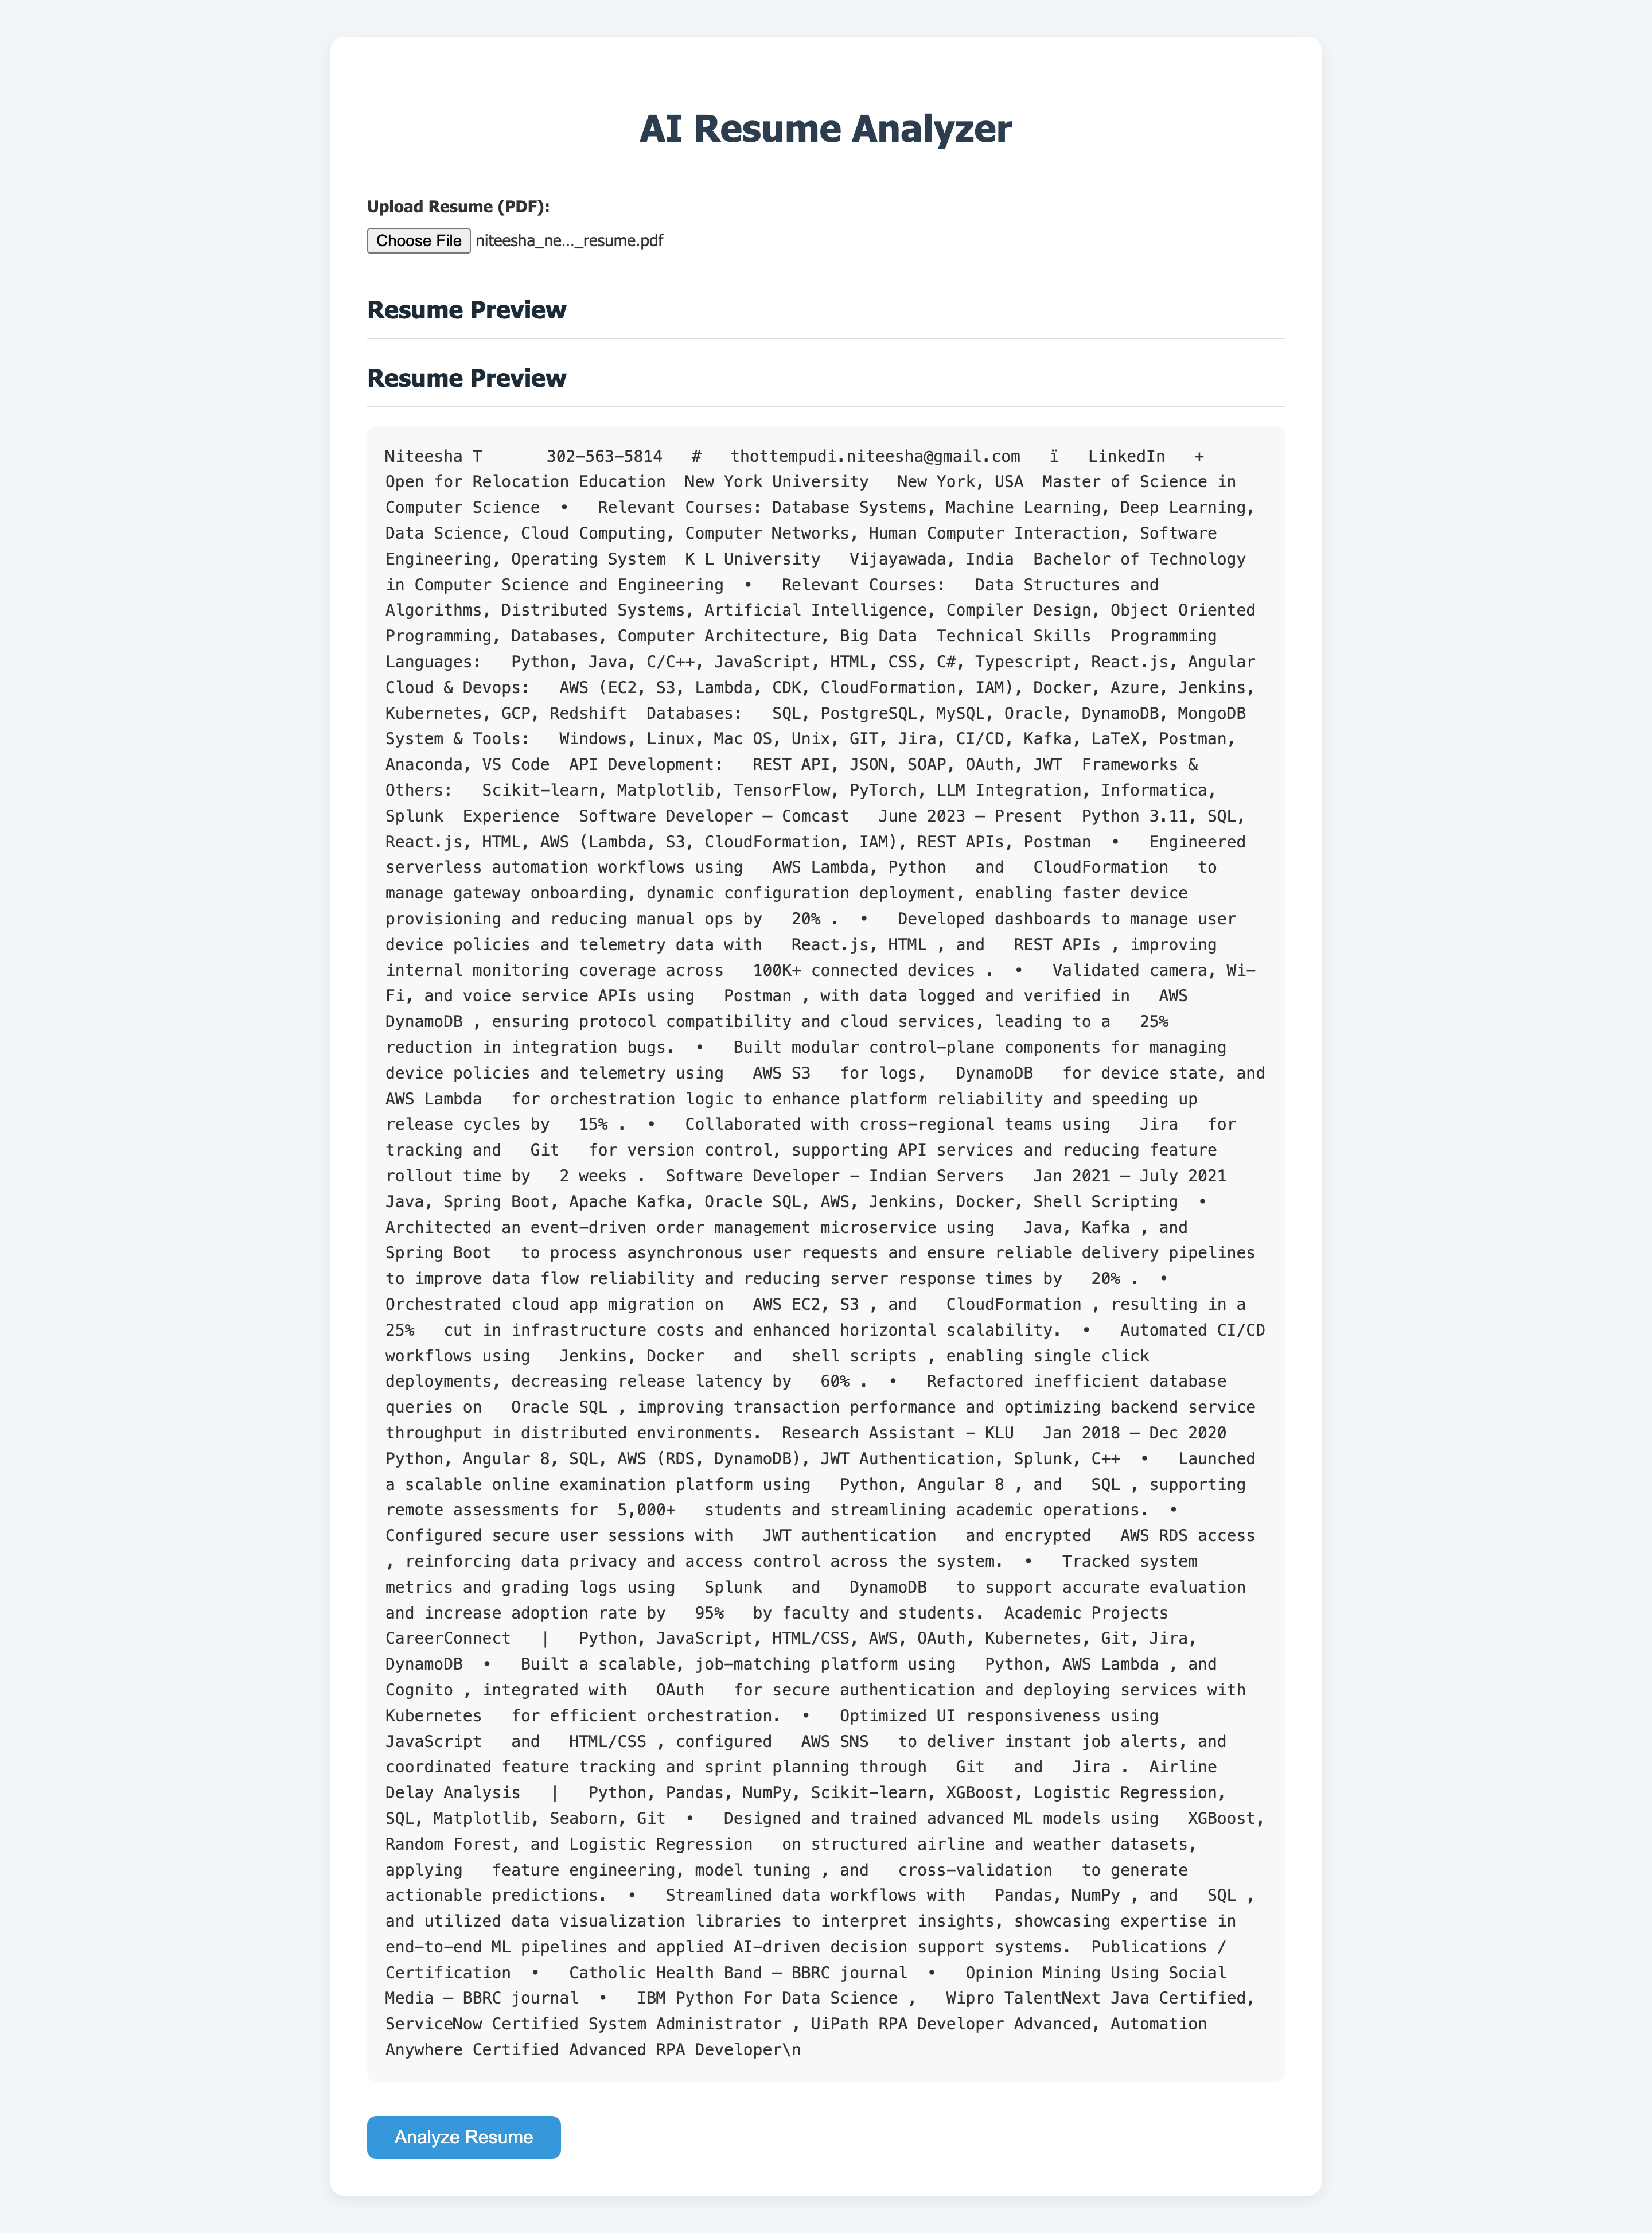 AI Resume Analyzer
Upload Resume (PDF):
Choose File niteesha_ne..._resume.pdf
Resume Preview
Resume Preview
Niteesha T 302-563-5814 # thottempudi.niteesha@gmail.com ï LinkedIn +
Open for Relocation Education New York University New York, USA Master of Science in
Computer Science • Relevant Courses: Database Systems, Machine Learning, Deep Learning,
Data Science, Cloud Computing, Computer Networks, Human Computer Interaction, Software
Engineering, Operating System K L University Vijayawada, India Bachelor of Technology
in Computer Science and Engineering • Relevant Courses: Data Structures and
Algorithms, Distributed Systems, Artificial Intelligence, Compiler Design, Object Oriented
Programming, Databases, Computer Architecture, Big Data Technical Skills Programming
Languages: Python, Java, C/C++, JavaScript, HTML, CSS, C#, Typescript, React.js, Angular
Cloud & Devops: AWS (EC2, S3, Lambda, CDK, CloudFormation, IAM), Docker, Azure, Jenkins,
Kubernetes, GCP, Redshift Databases: SQL, PostgreSQL, MySQL, Oracle, DynamoDB, MongoDB
System & Tools: Windows, Linux, Mac OS, Unix, GIT, Jira, CI/CD, Kafka, LaTeX, Postman,
Anaconda, VS Code API Development: REST API, JSON, SOAP, OAuth, JWT Frameworks &
Others: Scikit-learn, Matplotlib, TensorFlow, PyTorch, LLM Integration, Informatica,
Splunk Experience Software Developer – Comcast June 2023 – Present Python 3.11, SQL,
React.js, HTML, AWS (Lambda, S3, CloudFormation, IAM), REST APIs, Postman • Engineered
serverless automation workflows using AWS Lambda, Python and CloudFormation to
manage gateway onboarding, dynamic configuration deployment, enabling faster device
provisioning and reducing manual ops by 20% . • Developed dashboards to manage user
device policies and telemetry data with React.js, HTML , and REST APIs , improving
internal monitoring coverage across 100K+ connected devices . • Validated camera, Wi-
Fi, and voice service APIs using Postman , with data logged and verified in AWS
DynamoDB , ensuring protocol compatibility and cloud services, leading to a 25%
reduction in integration bugs. • Built modular control-plane components for managing
device policies and telemetry using AWS S3 for logs, DynamoDB for device state, and
AWS Lambda for orchestration logic to enhance platform reliability and speeding up
release cycles by 15% . • Collaborated with cross-regional teams using Jira for
tracking and Git for version control, supporting API services and reducing feature
rollout time by 2 weeks . Software Developer - Indian Servers Jan 2021 – July 2021
Java, Spring Boot, Apache Kafka, Oracle SQL, AWS, Jenkins, Docker, Shell Scripting •
Architected an event-driven order management microservice using Java, Kafka , and
Spring Boot to process asynchronous user requests and ensure reliable delivery pipelines
to improve data flow reliability and reducing server response times by 20% . •
Orchestrated cloud app migration on AWS EC2, S3 , and CloudFormation , resulting in a
25% cut in infrastructure costs and enhanced horizontal scalability. • Automated CI/CD
workflows using Jenkins, Docker and shell scripts , enabling single click
deployments, decreasing release latency by 60% . • Refactored inefficient database
queries on Oracle SQL , improving transaction performance and optimizing backend service
throughput in distributed environments. Research Assistant - KLU Jan 2018 – Dec 2020
Python, Angular 8, SQL, AWS (RDS, DynamoDB), JWT Authentication, Splunk, C++ • Launched
a scalable online examination platform using Python, Angular 8 , and SQL , supporting
remote assessments for 5,000+ students and streamlining academic operations. •
Configured secure user sessions with JWT authentication and encrypted AWS RDS access
, reinforcing data privacy and access control across the system. • Tracked system
metrics and grading logs using Splunk and DynamoDB to support accurate evaluation
and increase adoption rate by 95% by faculty and students. Academic Projects
CareerConnect | Python, JavaScript, HTML/CSS, AWS, OAuth, Kubernetes, Git, Jira,
DynamoDB • Built a scalable, job-matching platform using Python, AWS Lambda , and
Cognito , integrated with OAuth for secure authentication and deploying services with
Kubernetes for efficient orchestration. • Optimized UI responsiveness using
JavaScript and HTML/CSS , configured AWS SNS to deliver instant job alerts, and
coordinated feature tracking and sprint planning through Git and Jira . Airline
Delay Analysis | Python, Pandas, NumPy, Scikit-learn, XGBoost, Logistic Regression,
SQL, Matplotlib, Seaborn, Git • Designed and trained advanced ML models using XGBoost,
Random Forest, and Logistic Regression on structured airline and weather datasets,
applying feature engineering, model tuning , and cross-validation to generate
actionable predictions. • Streamlined data workflows with Pandas, NumPy , and SQL ,
and utilized data visualization libraries to interpret insights, showcasing expertise in
end-to-end ML pipelines and applied AI-driven decision support systems. Publications /
Certification • Catholic Health Band – BBRC journal • Opinion Mining Using Social
Media – BBRC journal • IBM Python For Data Science , Wipro TalentNext Java Certified,
ServiceNow Certified System Administrator , UiPath RPA Developer Advanced, Automation
Anywhere Certified Advanced RPA Developer\n
Analyze Resume